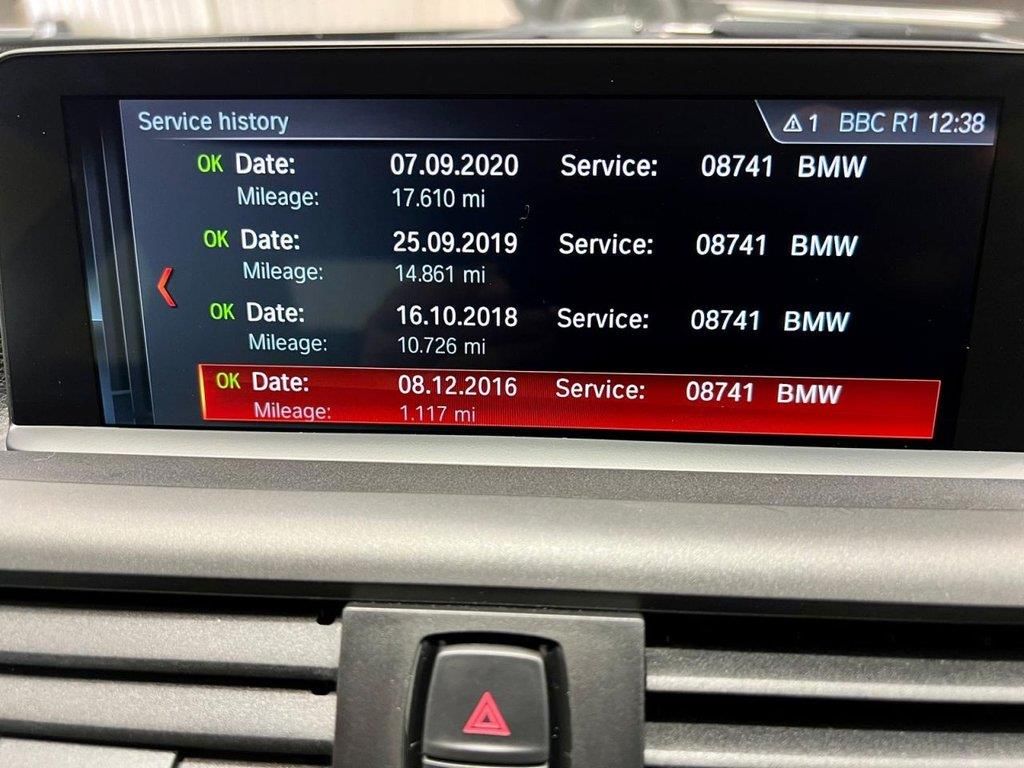 Service history
1 BBC R1 12:38
OK Date: 07.09.2020 Service: 08741 BMW
Mileage: 17.610 mi
OK Date: 25.09.2019 Service: 08741 BMW
Mileage: 14.861 mi
OK Date: 16.10.2018 Service: 08741 BMW
Mileage: 10.726 mi
OK Date: 08.12.2016 Service: 08741 BMW
Mileage: 1.117 mi